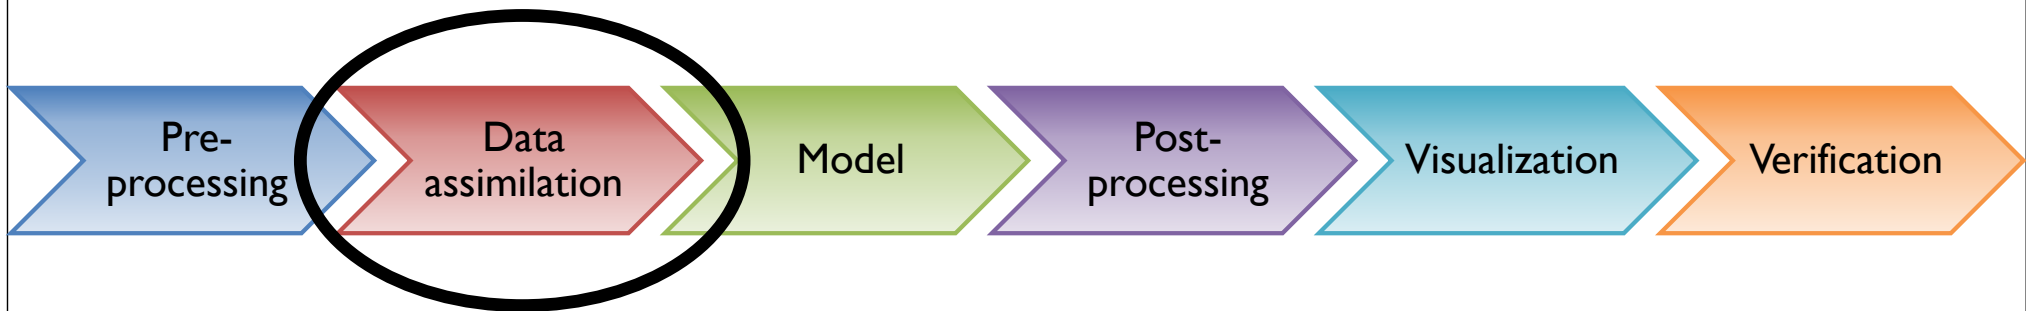 Pre-
processing
Data
assimilation
Model
Post-
processing
Visualization
Verification